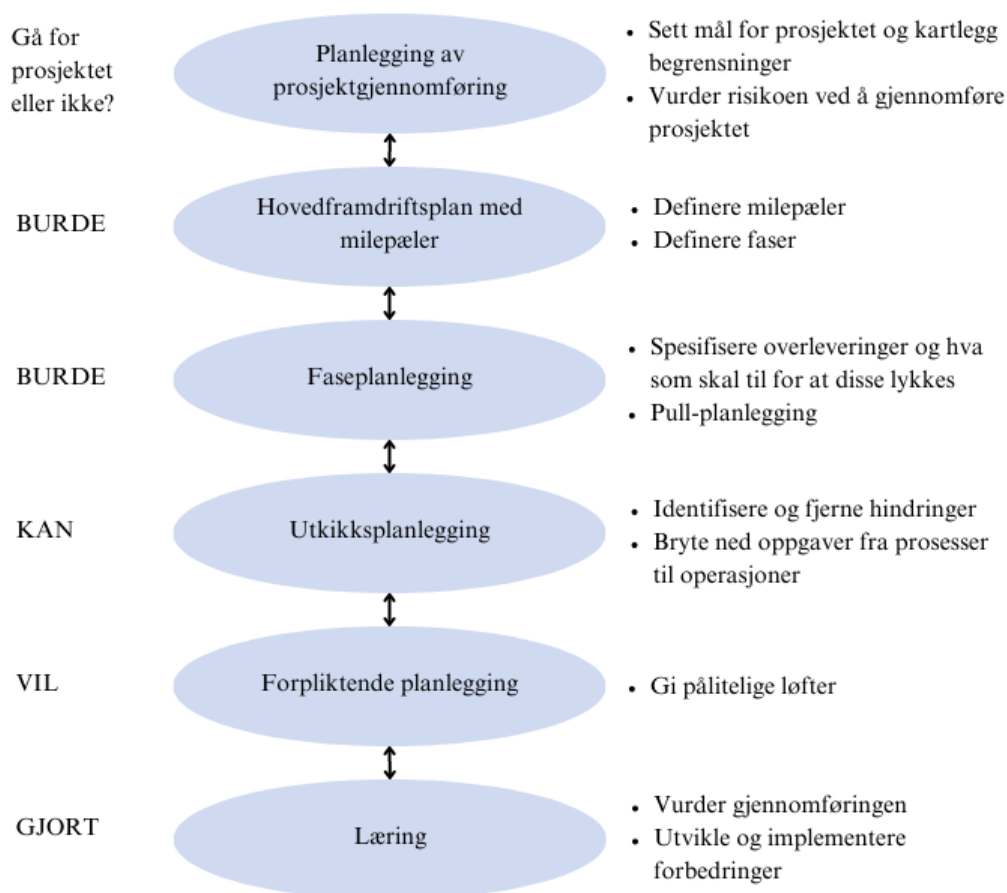 Gå for
prosjektet
eller ikke?
Planlegging av
prosjektgjennomføring
• Sett mål for prosjektet og kartlegg
begrensninger
• Vurder risikoen ved å gjennomføre
prosjektet
BURDE
Hovedframdriftsplan med
milepæler
• Definere milepæler
• Definere faser
BURDE
Faseplanlegging
• Spesifisere overleveringer og hva
som skal til for at disse lykkes
• Pull-planlegging
KAN
Utkikksplanlegging
• Identifisere og fjerne hindringer
• Bryte ned oppgaver fra prosesser
til operasjoner
VIL
Forpliktende planlegging
• Gi pålitelige løfter
GJORT
Læring
• Vurder gjennomføringen
• Utvikle og implementere
forbedringer